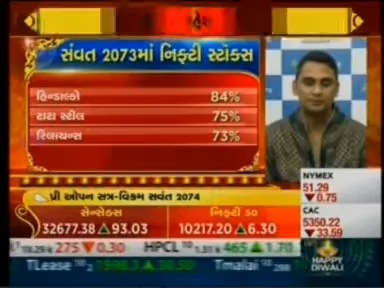 સંવત 2073માં નિફ્ટી સ્ટૉક્સ
હિન્ડાલ્કો 84%
ટાટા સ્ટીલ 75%
રિલાયન્સ 73%
પ્રી ઓપન સત્ર-વિક્રમ સવંત 2074
સેન્સેક્સ
32677.38 ▲ 93.03
નિફ્ટી 50
10217.20 ▲ 6.30
NYMEX
51.29
▼ 0.75
CAC
5350.22
▼ 33.59
275 ▼ 0.30 HPCL 465 ▲ 1.70
TLease Tmalai
HAPPY
DIWALI